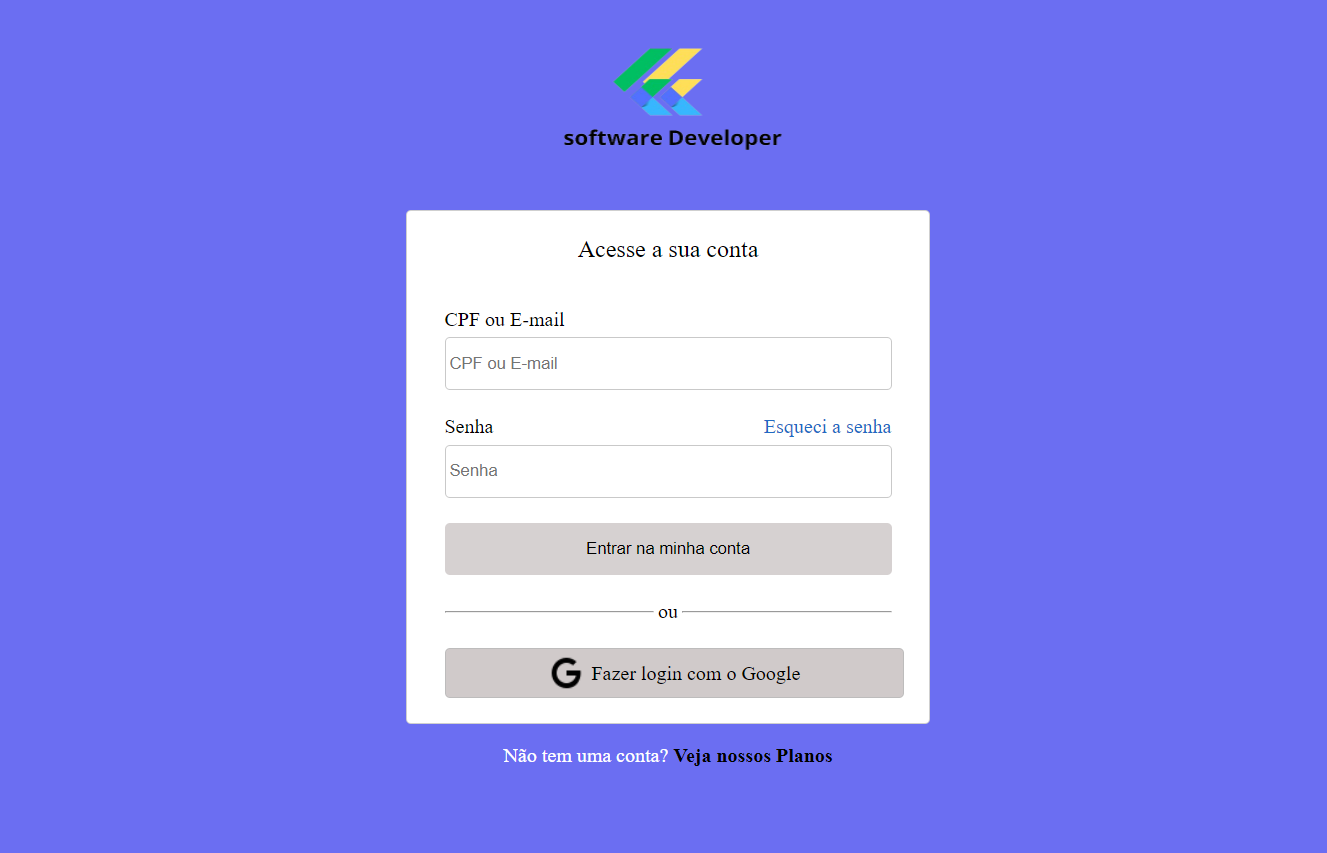 software Developer
Acesse a sua conta
CPF ou E-mail
CPF ou E-mail
Senha Esqueci a senha
Senha
Entrar na minha conta
ou
Fazer login com o Google
Não tem uma conta? Veja nossos Planos